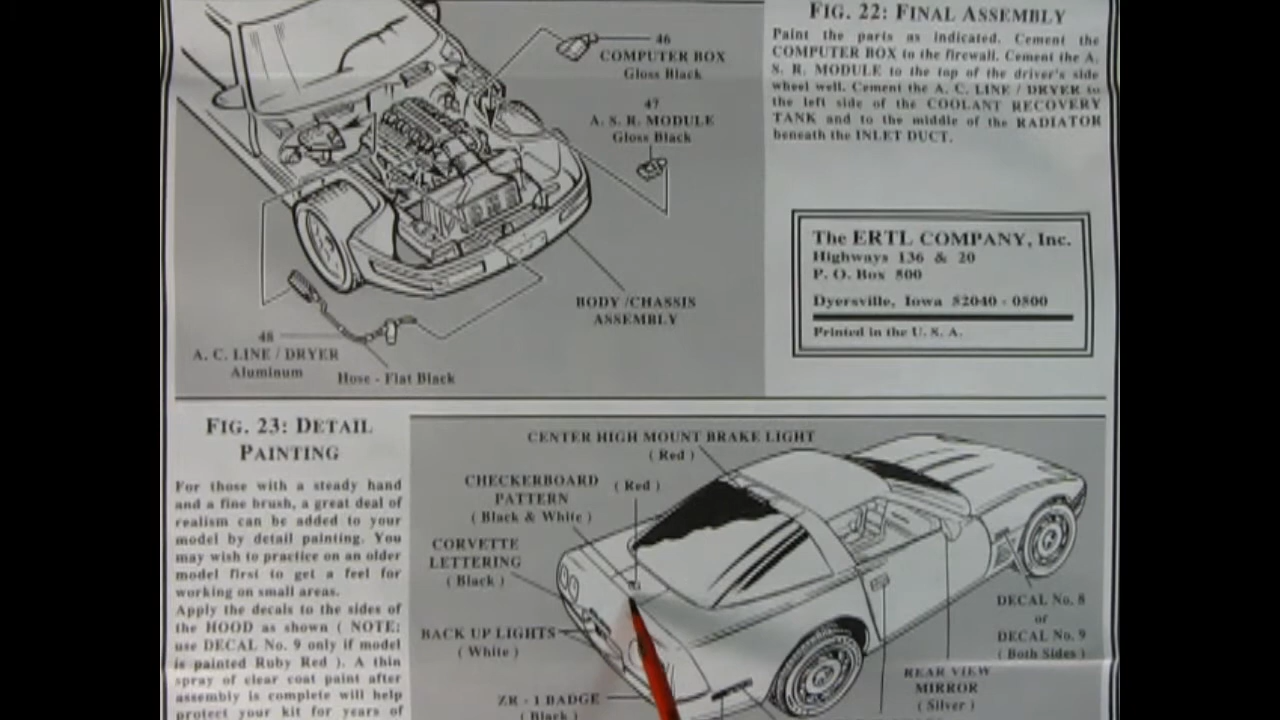 46
COMPUTER BOX
Gloss Black
47
A. S. R. MODULE
Gloss Black
BODY /CHASSIS
ASSEMBLY
48
A. C. LINE / DRYER
Aluminum
Hose - Flat Black
FIG. 22: FINAL ASSEMBLY
Paint the parts as indicated. Cement the
COMPUTER BOX to the firewall. Cement the A.
S. R. MODULE to the top of the driver's side
wheel well. Cement the A. C. LINE / DRYER to
the left side of the COOLANT RECOVERY
TANK and to the middle of the RADIATOR
beneath the INLET DUCT.
The ERTL COMPANY, Inc.
Highways 136 & 20
P. O. Box 500
Dyersville, Iowa 52040 - 0500
Printed in the U. S. A.
FIG. 23: DETAIL
PAINTING
For those with a steady hand
and a fine brush, a great deal of
realism can be added to your
model by detail painting. You
may wish to practice on an older
model first to get a feel for
working on small areas.
Apply the decals to the sides of
the HOOD as shown ( NOTE:
use DECAL No. 9 only if model
is painted Ruby Red ). A thin
spray of clear coat paint after
assembly is complete will help
protect your kit for years of
CENTER HIGH MOUNT BRAKE LIGHT
( Red )
CHECKERBOARD
PATTERN
( Black & White )
( Red )
CORVETTE
LETTERING
( Black )
BACK UP LIGHTS
( White )
ZR - 1 BADGE
( Black )
DECAL No. 8
or
DECAL No. 9
( Both Sides )
REAR VIEW
MIRROR
( Silver )